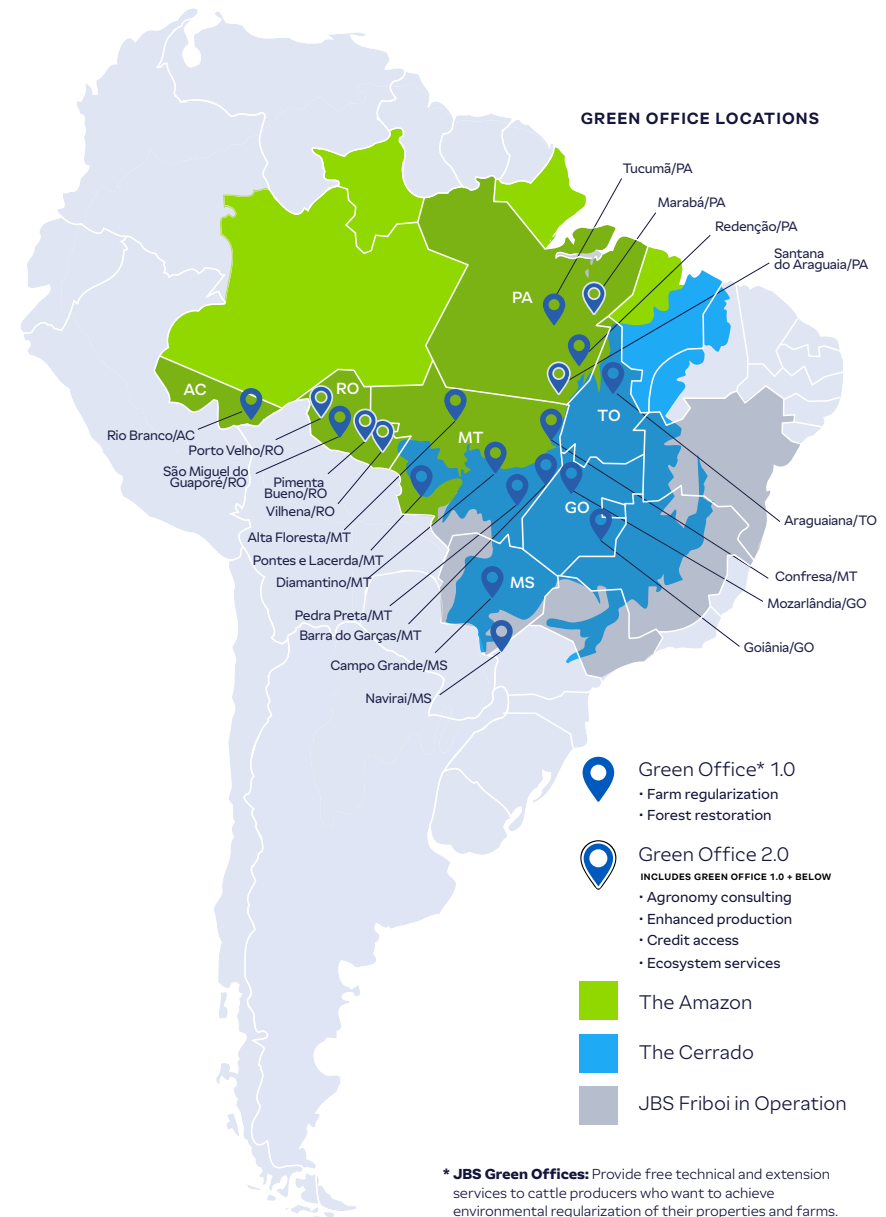 GREEN OFFICE LOCATIONS
Tucumã/PA
Marabá/PA
Redenção/PA
Santana
do Araguaia/PA
PA
AC
RO
TO
MT
GO
MS
Rio Branco/AC
Porto Velho/RO
São Miguel do
Guaporé/RO
Pimenta
Bueno/RO
Vilhena/RO
Alta Floresta/MT
Pontes e Lacerda/MT
Diamantino/MT
Pedra Preta/MT
Barra do Garças/MT
Campo Grande/MS
Navirai/MS
Araguaiana/TO
Confresa/MT
Mozarlândia/GO
Goiânia/GO
Green Office* 1.0
· Farm regularization
· Forest restoration
Green Office 2.0
INCLUDES GREEN OFFICE 1.0 + BELOW
· Agronomy consulting
· Enhanced production
· Credit access
· Ecosystem services
The Amazon
The Cerrado
JBS Friboi in Operation
* JBS Green Offices: Provide free technical and extension
services to cattle producers who want to achieve
environmental regularization of their properties and farms.